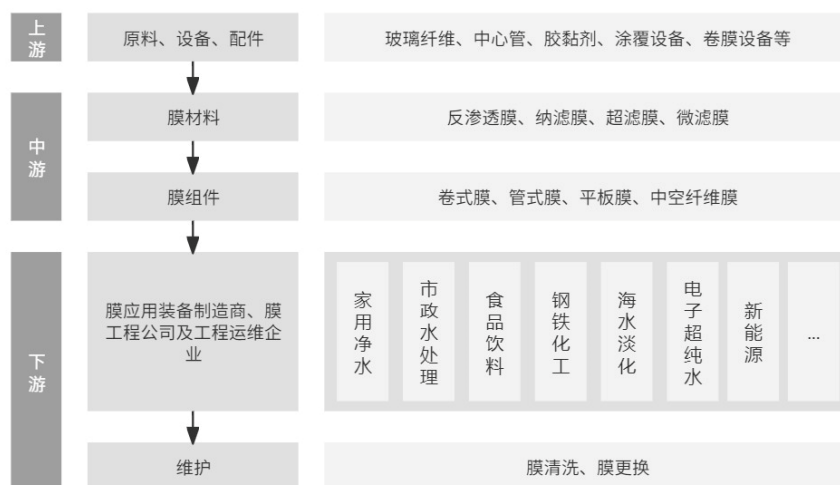 上游
原料、设备、配件
玻璃纤维、中心管、胶黏剂、涂覆设备、卷膜设备等
中游
膜材料
反渗透膜、纳滤膜、超滤膜、微滤膜
膜组件
卷式膜、管式膜、平板膜、中空纤维膜
下游
膜应用装备制造商、膜
工程公司及工程运维企
业
家用净水
市政水处理
食品饮料
钢铁化工
海水淡化
电子超纯水
新能源
...
维护
膜清洗、膜更换